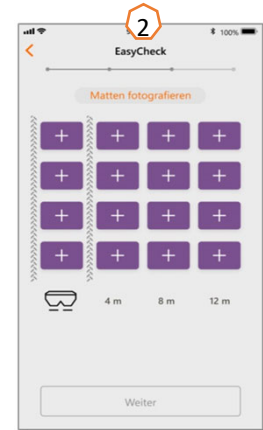 2
100%
EasyCheck
Matten fotografieren
+ + + +
+ + + +
+ + + +
+ + + +
4 m 8 m 12 m
Weiter